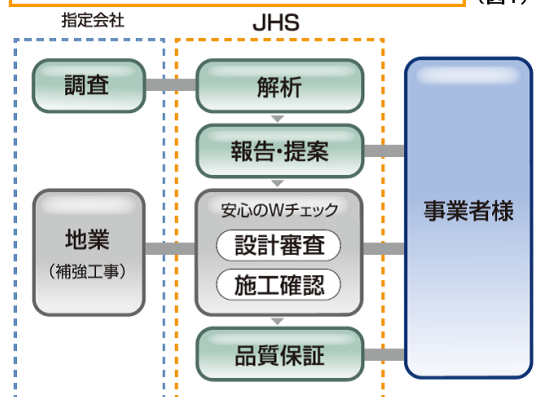 (図1)
指定会社
JHS
調査
解析
報告・提案
地業
(補強工事)
安心のWチェック
設計審査
施工確認
事業者様
品質保証